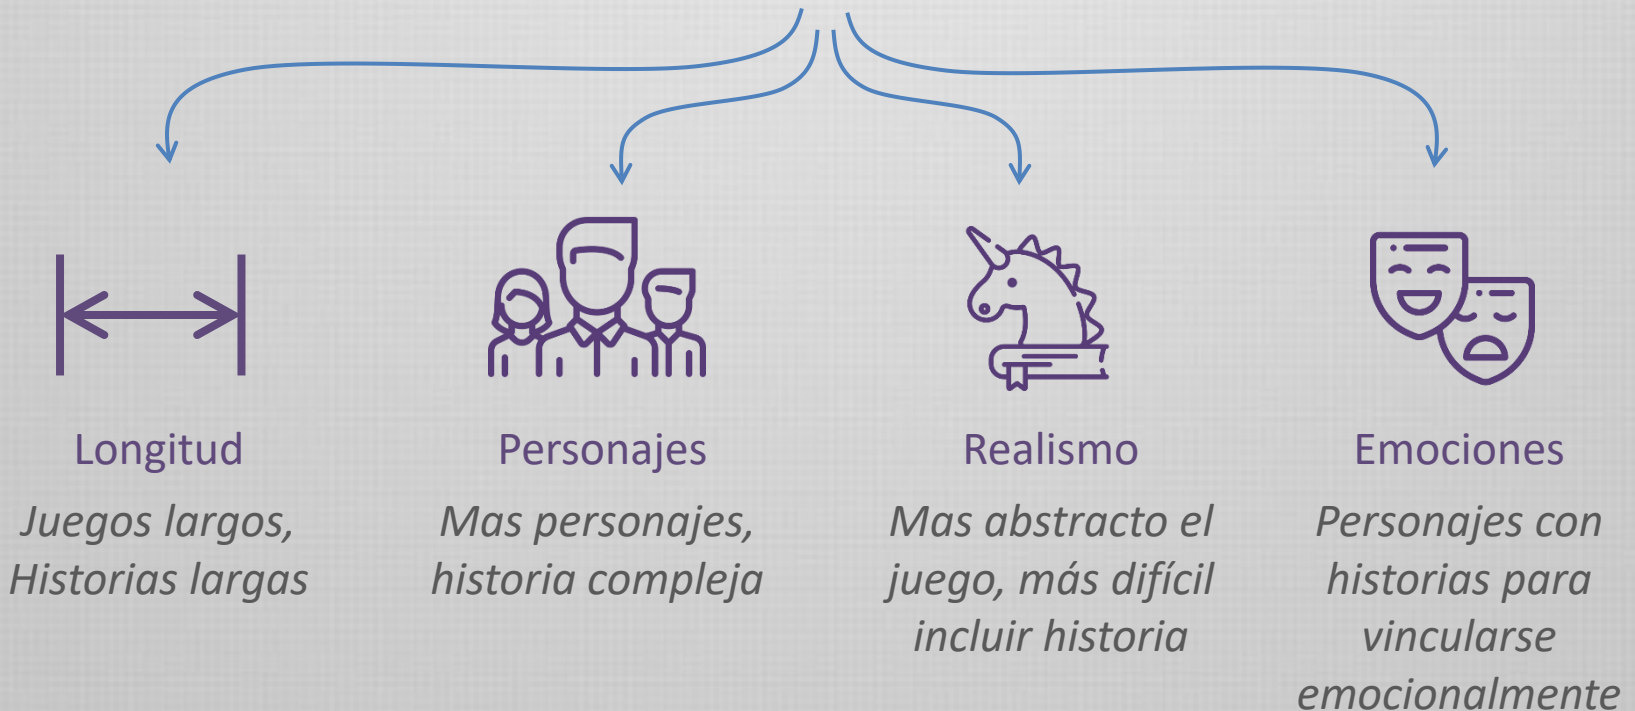 Longitud
Juegos largos,
Historias largas
Personajes
Mas personajes,
historia compleja
Realismo
Mas abstracto el
juego, más difícil
incluir historia
Emociones
Personajes con
historias para
vincularse
emocionalmente